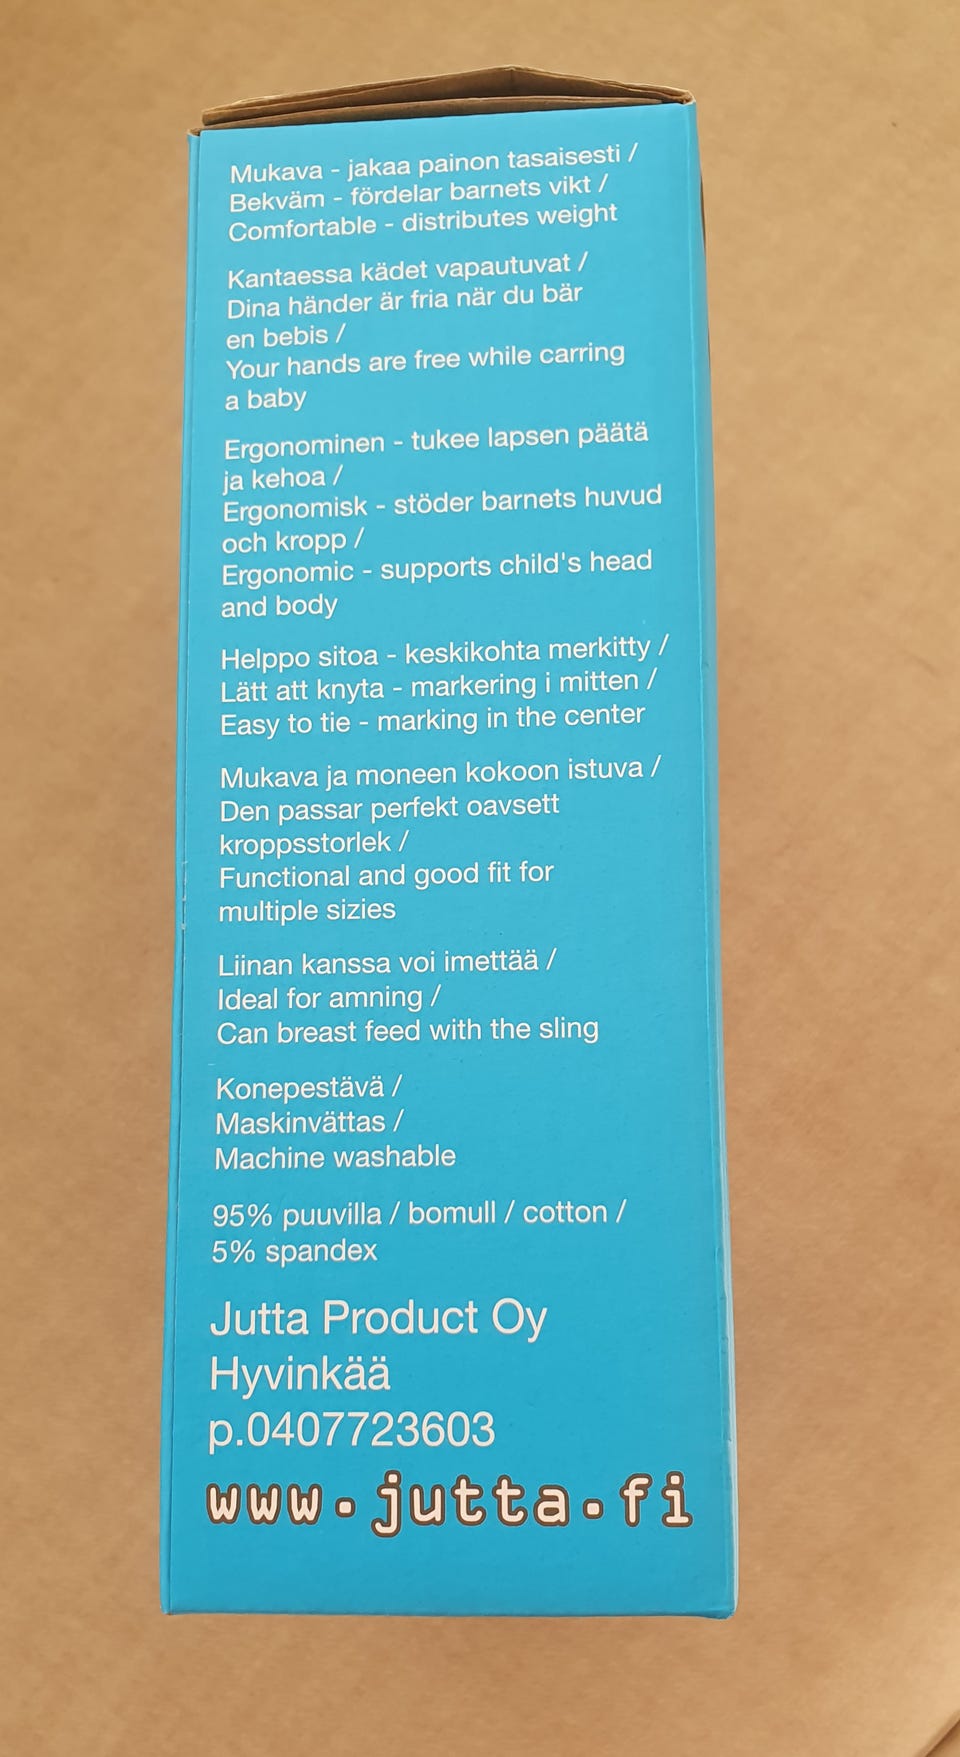 Mukava - jakaa painon tasaisesti /
Bekväm - fördelar barnets vikt /
Comfortable - distributes weight
Kantaessa kädet vapautuvat /
Dina händer är fria när du bär
en bebis /
Your hands are free while carring
a baby
Ergonominen - tukee lapsen päätä
ja kehoa /
Ergonomisk - stöder barnets huvud
och kropp /
Ergonomic - supports child's head
and body
Helppo sitoa - keskikohta merkitty /
Lätt att knyta - markering i mitten /
Easy to tie - marking in the center
Mukava ja moneen kokoon istuva /
Den passar perfekt oavsett
kroppsstorlek /
Functional and good fit for
multiple sizies
Liinan kanssa voi imettää /
Ideal for amning /
Can breast feed with the sling
Konepestävä /
Maskinvättas /
Machine washable
95% puuvilla / bomull / cotton /
5% spandex
Jutta Product Oy
Hyvinkää
p.0407723603
www.jutta.fi